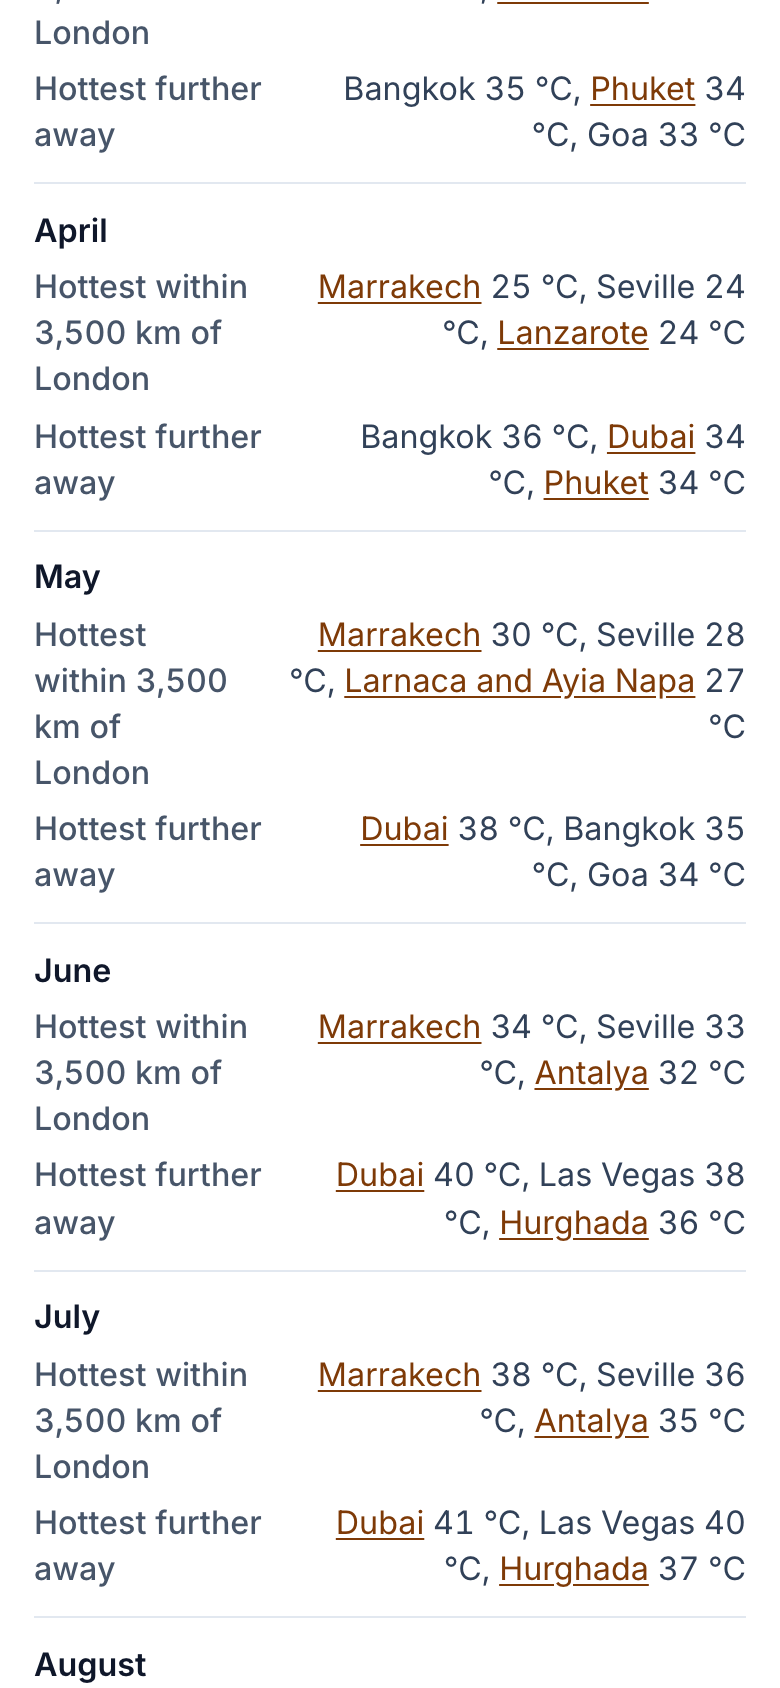 London
Hottest further away
Bangkok 35 °C, Phuket 34 °C, Goa 33 °C
April
Hottest within 3,500 km of London
Marrakech 25 °C, Seville 24 °C, Lanzarote 24 °C
Hottest further away
Bangkok 36 °C, Dubai 34 °C, Phuket 34 °C
May
Hottest within 3,500 km of London
Marrakech 30 °C, Seville 28 °C, Larnaca and Ayia Napa 27 °C
Hottest further away
Dubai 38 °C, Bangkok 35 °C, Goa 34 °C
June
Hottest within 3,500 km of London
Marrakech 34 °C, Seville 33 °C, Antalya 32 °C
Hottest further away
Dubai 40 °C, Las Vegas 38 °C, Hurghada 36 °C
July
Hottest within 3,500 km of London
Marrakech 38 °C, Seville 36 °C, Antalya 35 °C
Hottest further away
Dubai 41 °C, Las Vegas 40 °C, Hurghada 37 °C
August